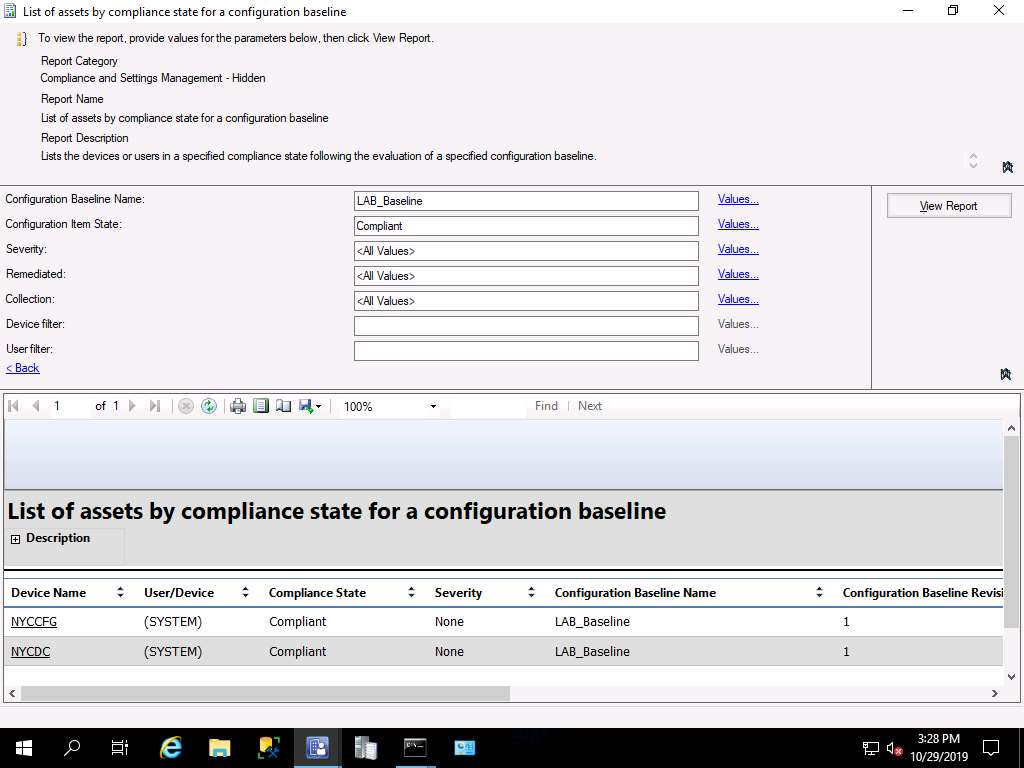 List of assets by compliance state for a configuration baseline
To view the report, provide values for the parameters below, then click View Report.
Report Category
Compliance and Settings Management - Hidden
Report Name
List of assets by compliance state for a configuration baseline
Report Description
Lists the devices or users in a specified compliance state following the evaluation of a specified configuration baseline.
Configuration Baseline Name: LAB_Baseline Values... View Report
Configuration Item State: Compliant Values...
Severity: <All Values> Values...
Remediated: <All Values> Values...
Collection: <All Values> Values...
Device filter: Values...
User filter: Values...
< Back
1 of 1 100% Find | Next
List of assets by compliance state for a configuration baseline
Description
Device Name User/Device Compliance State Severity Configuration Baseline Name Configuration Baseline Revisi
NYCCFG (SYSTEM) Compliant None LAB_Baseline 1
NYCDC (SYSTEM) Compliant None LAB_Baseline 1
3:28 PM
10/29/2019